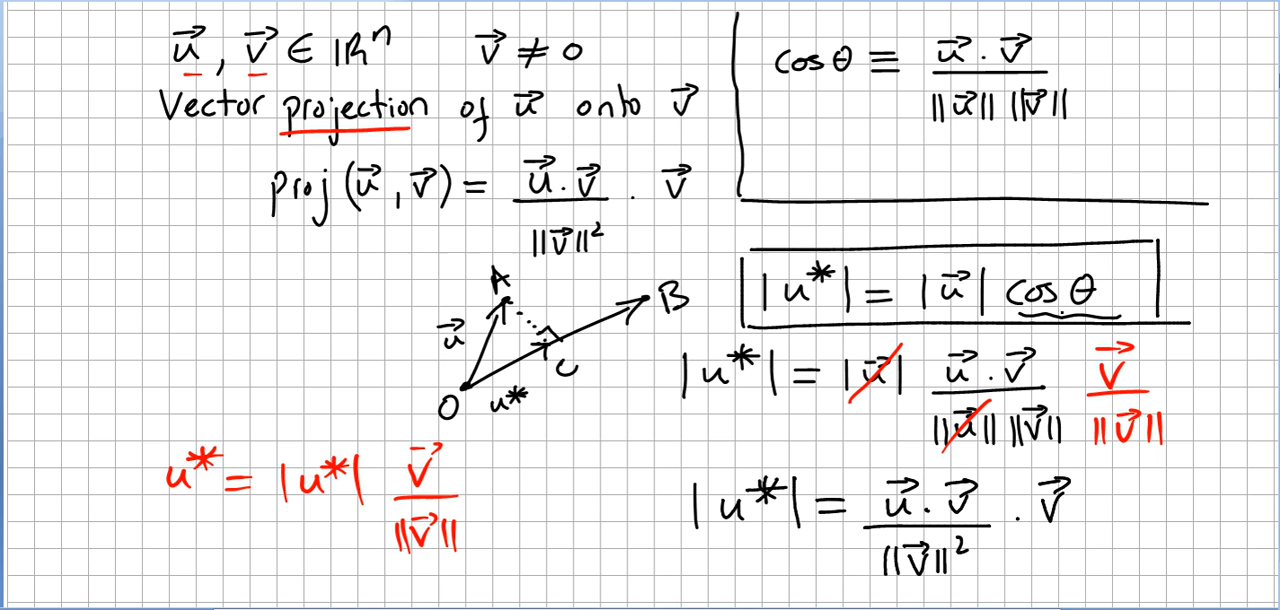 u⃗, v⃗ ∈ ℝⁿ  v⃗ ≠ 0
Vector projection of u⃗ onto v⃗
proj(u⃗, v⃗) = (u⃗ · v⃗) / ||v⃗||² · v⃗
cos θ ≡ (u⃗ · v⃗) / (||u⃗|| ||v⃗||)
A
B
u⃗
C
O
u*
|u*| = |u⃗| cos θ
|u*| = |u⃗| (u⃗ · v⃗) / (||u⃗|| ||v⃗||) v⃗ / ||v⃗||
u* = |u*| v⃗ / ||v⃗||
|u*| = (u⃗ · v⃗) / ||v⃗||² · v⃗